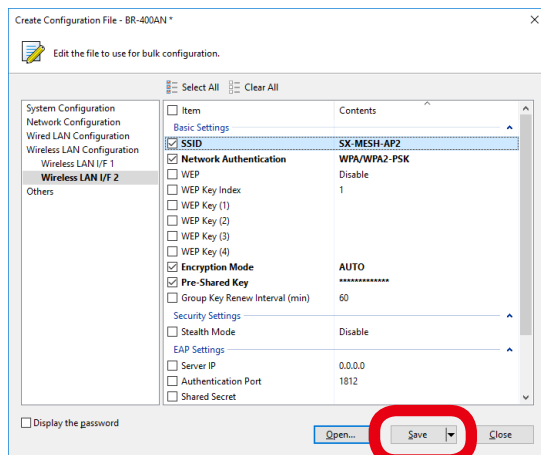 Create Configuration File - BR-400AN *
Edit the file to use for bulk configuration.
Select All Clear All
System Configuration
Network Configuration
Wired LAN Configuration
Wireless LAN Configuration
Wireless LAN I/F 1
Wireless LAN I/F 2
Others
Item Contents
Basic Settings
SSID SX-MESH-AP2
Network Authentication WPA/WPA2-PSK
WEP Disable
WEP Key Index 1
WEP Key (1)
WEP Key (2)
WEP Key (3)
WEP Key (4)
Encryption Mode AUTO
Pre-Shared Key *************
Group Key Renew Interval (min) 60
Security Settings
Stealth Mode Disable
EAP Settings
Server IP 0.0.0.0
Authentication Port 1812
Shared Secret
Display the password
Open... Save Close